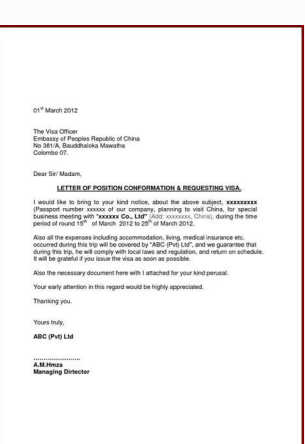 01st March 2012
The Visa Officer
Embassy of Peoples Republic of China
No 381/A, Bauddhaloka Mawatha
Colombo 07.
Dear Sir/ Madam,
LETTER OF POSITION CONFORMATION & REQUESTING VISA.
I would like to bring to your kind notice, about the above subject, xxxxxxxxx
(Passport number xxxxxx of our company, planning to visit China, for special
business meeting with "xxxxxx Co., Ltd" (Add; xxxxxxxx, China), during the time
period of round 15th of March 2012 to 25th of March 2012.
Also all the expenses including accommodation, living, medical insurance etc.
occurred during this trip will be covered by "ABC (Pvt) Ltd", and we guarantee that
during this trip, he will comply with local laws and regulation, and return on schedule.
It will be grateful if you issue the visa as soon as possible.
Also the necessary document here with I attached for your kind perusal.
Your early attention in this regard would be highly appreciated.
Thanking you.
Yours truly,
ABC (Pvt) Ltd
.........................
A.M.Hmza
Managing Dirtector